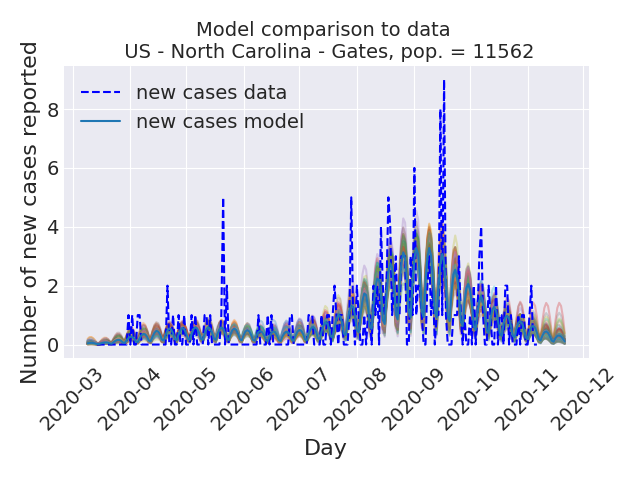 Model comparison to data
US - North Carolina - Gates, pop. = 11562
Number of new cases reported
new cases data
new cases model
8
6
4
2
0
2020-03
2020-04
2020-05
2020-06
2020-07
2020-08
2020-09
2020-10
2020-11
2020-12
Day